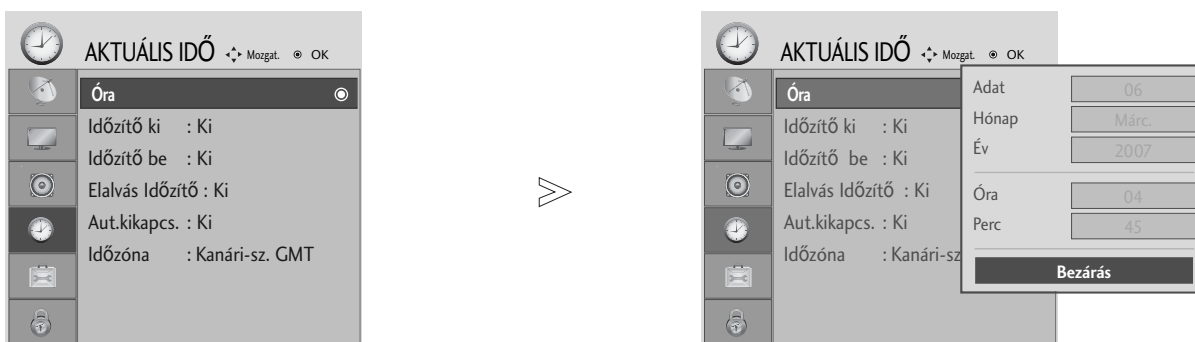 AKTUÁLIS IDŐ Mozgat. OK
Óra
Időzítő ki : Ki
Időzítő be : Ki
Elalvás Időzítő : Ki
Aut.kikapcs. : Ki
Időzóna : Kanári-sz. GMT
AKTUÁLIS IDŐ Mozgat. OK
Óra
Időzítő ki : Ki
Időzítő be : Ki
Elalvás Időzítő : Ki
Aut.kikapcs. : Ki
Időzóna : Kanári-sz
Adat 06
Hónap Márc.
Év 2007
Óra 04
Perc 45
Bezárás